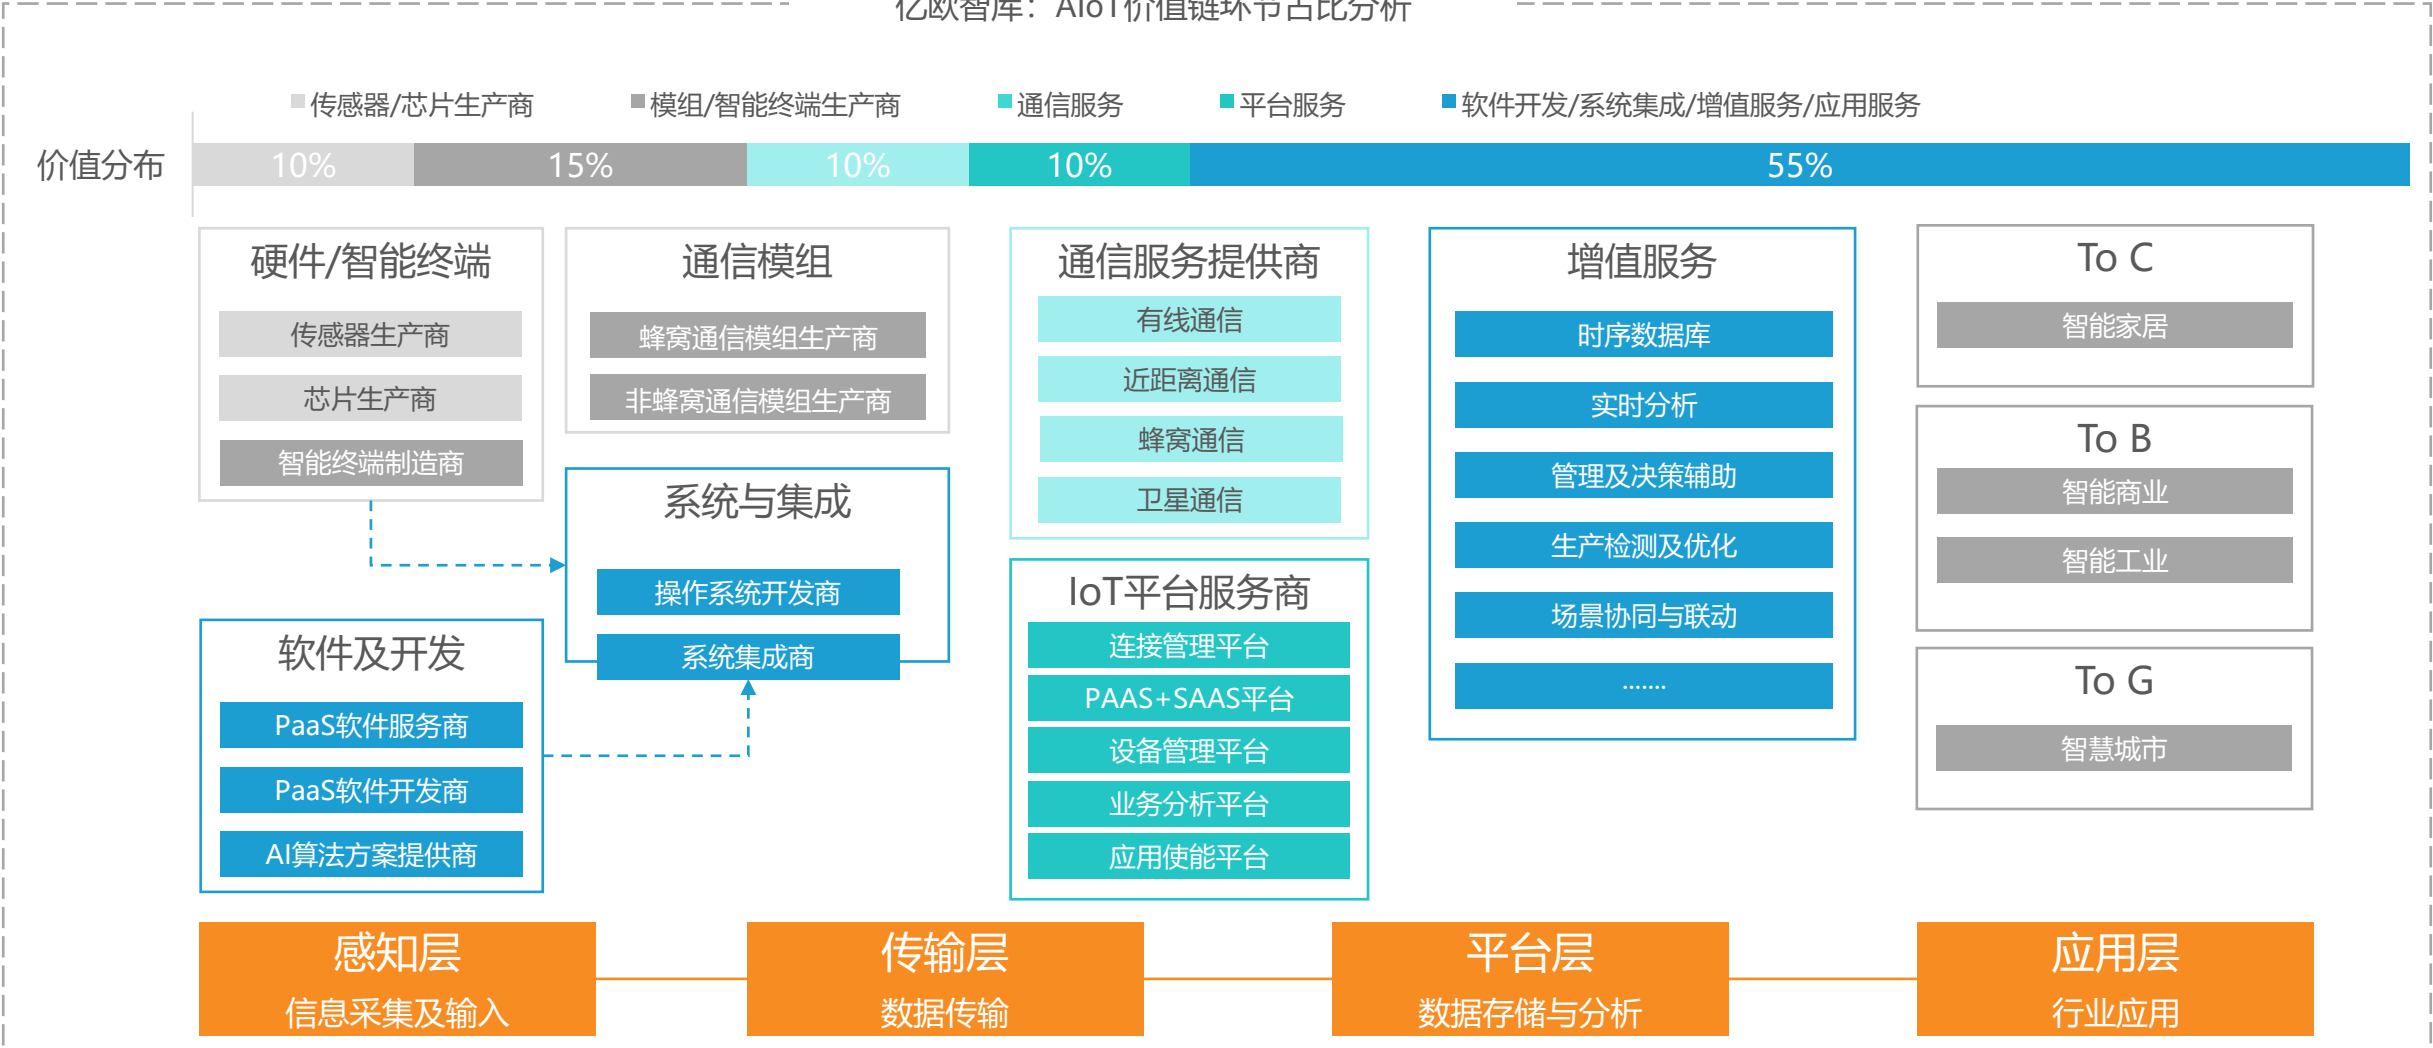 亿欧智库：AIoT价值链环节占比分析
传感器/芯片生产商
模组/智能终端生产商
通信服务
平台服务
软件开发/系统集成/增值服务/应用服务
价值分布
10%
15%
10%
10%
55%
硬件/智能终端
传感器生产商
芯片生产商
智能终端制造商
通信模组
蜂窝通信模组生产商
非蜂窝通信模组生产商
系统与集成
操作系统开发商
系统集成商
软件及开发
PaaS软件服务商
PaaS软件开发商
AI算法方案提供商
通信服务提供商
有线通信
近距离通信
蜂窝通信
卫星通信
IoT平台服务商
连接管理平台
PAAS+SAAS平台
设备管理平台
业务分析平台
应用使能平台
增值服务
时序数据库
实时分析
管理及决策辅助
生产检测及优化
场景协同与联动
.......
To C
智能家居
To B
智能商业
智能工业
To G
智慧城市
感知层
信息采集及输入
传输层
数据传输
平台层
数据存储与分析
应用层
行业应用